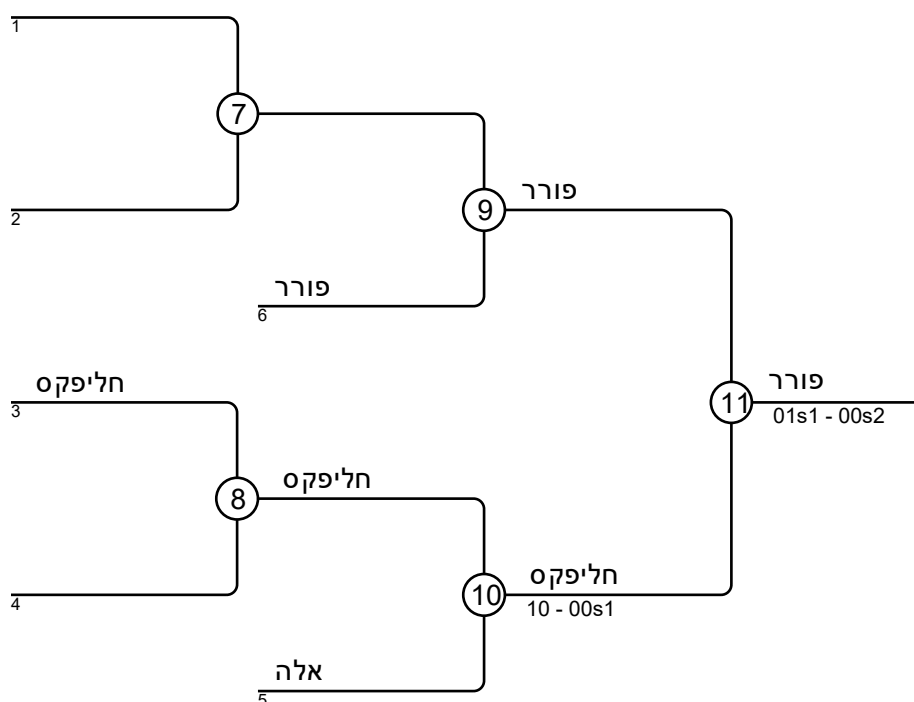 1
7
2
פורר
9
פורר
6
חליפקס
3
פורר
11
01s1 - 00s2
חליפקס
8
חליפקס
10
10 - 00s1
4
אלה
5